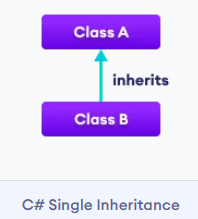 Class A
inherits
Class B
C# Single Inheritance